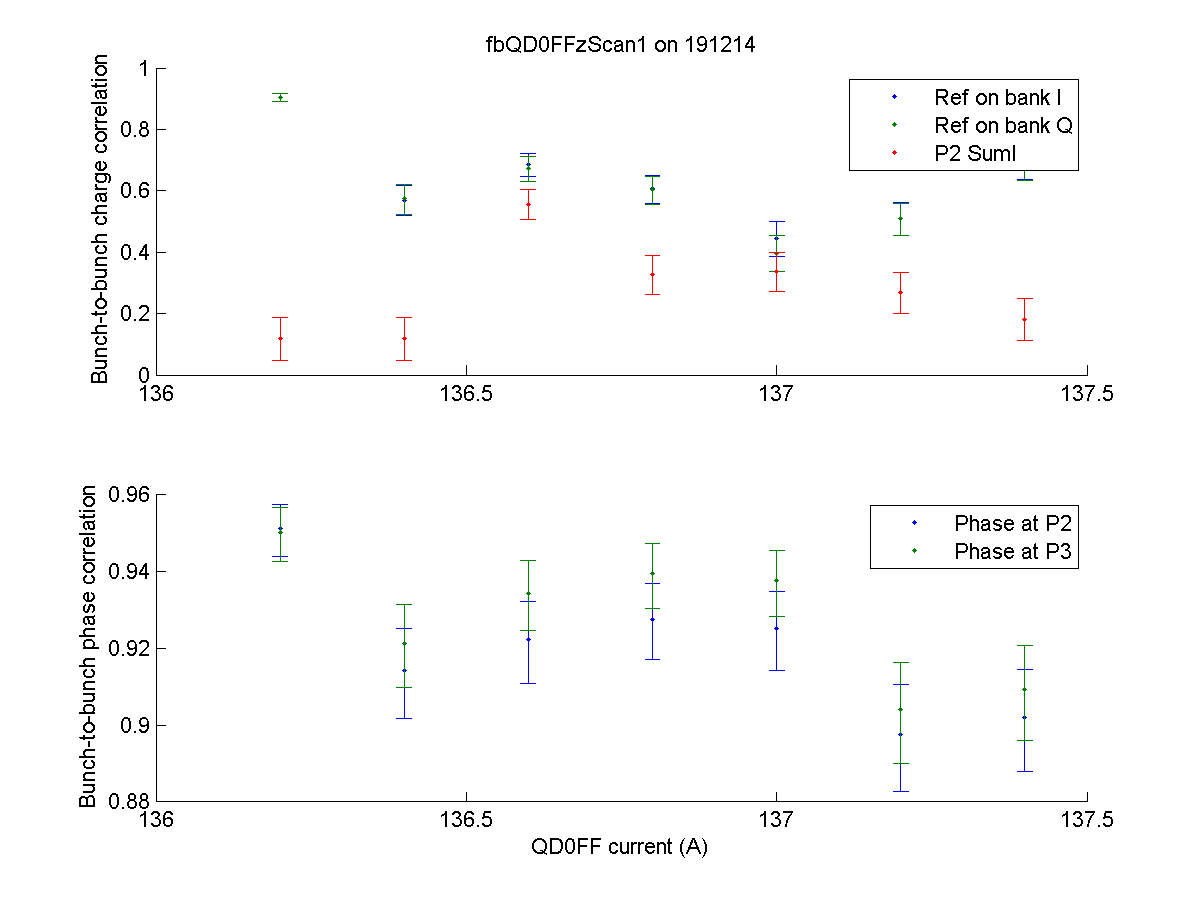 fbQD0FFzScan1 on 191214
Bunch-to-bunch charge correlation
1
0.8
0.6
0.4
0.2
0
136
136.5
137
137.5
Ref on bank I
Ref on bank Q
P2 SumI
Bunch-to-bunch phase correlation
0.96
0.94
0.92
0.9
0.88
136
136.5
137
137.5
QD0FF current (A)
Phase at P2
Phase at P3